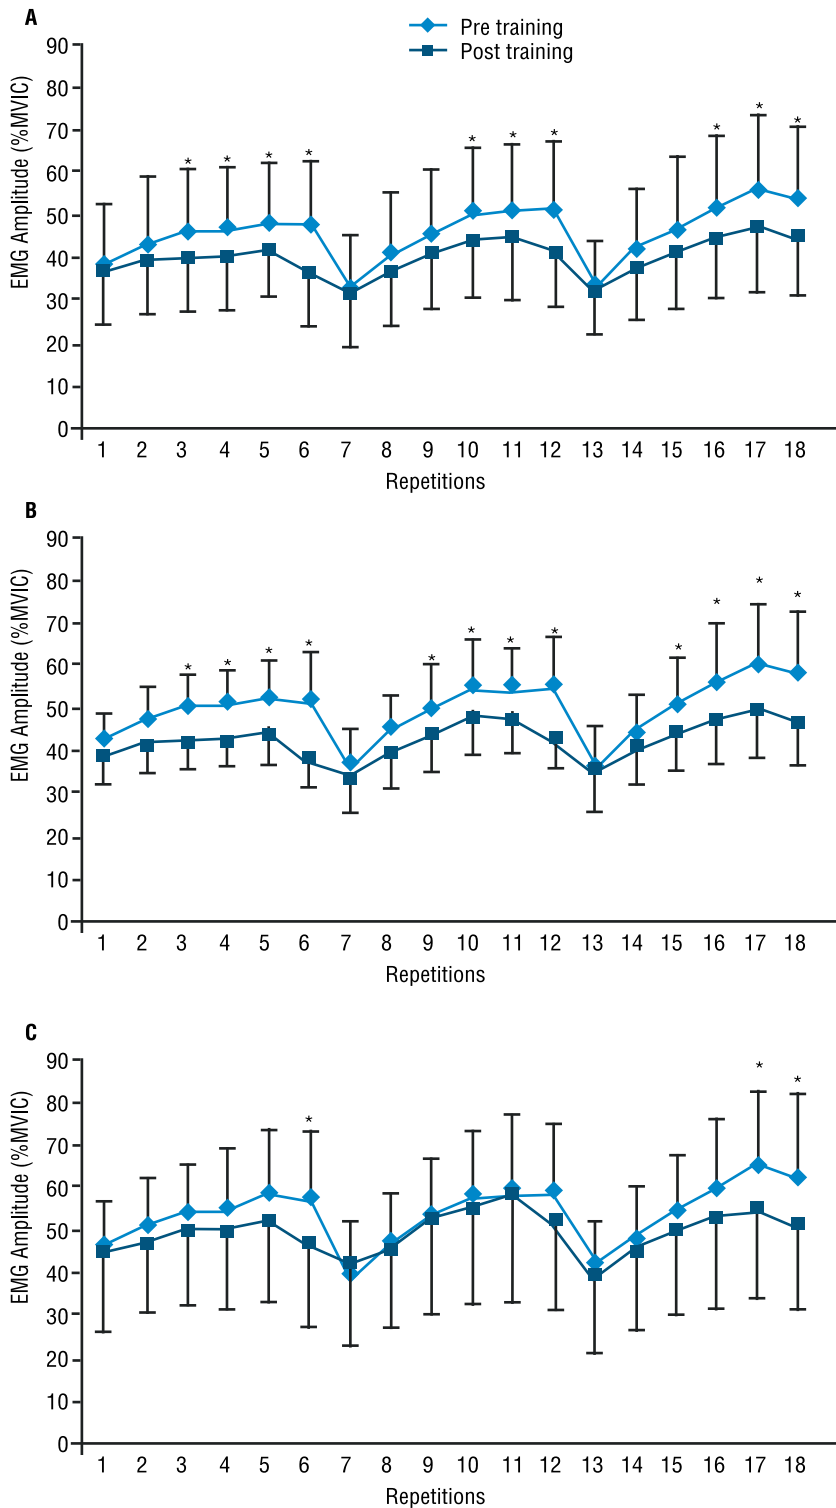 A
Pre training
Post training
EMG Amplitude (%MVIC)
90
80
70
60
50
40
30
20
10
0
* * * * * * * * * *
1 2 3 4 5 6 7 8 9 10 11 12 13 14 15 16 17 18
Repetitions
B
EMG Amplitude (%MVIC)
90
80
70
60
50
40
30
20
10
0
* * * * * * * * * * * *
1 2 3 4 5 6 7 8 9 10 11 12 13 14 15 16 17 18
Repetitions
C
EMG Amplitude (%MVIC)
90
80
70
60
50
40
30
20
10
0
* * *
1 2 3 4 5 6 7 8 9 10 11 12 13 14 15 16 17 18
Repetitions